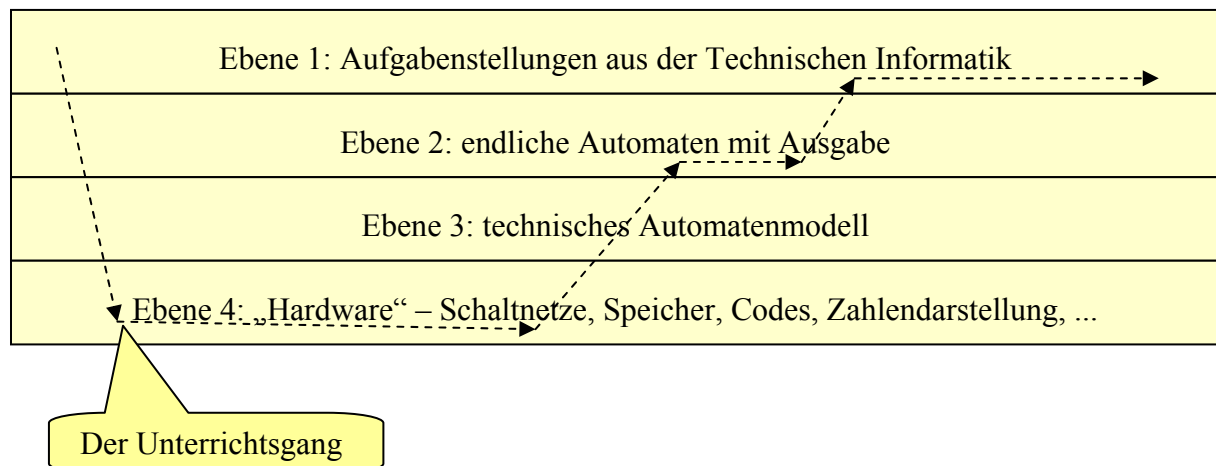 Ebene 1: Aufgabenstellungen aus der Technischen Informatik
Ebene 2: endliche Automaten mit Ausgabe
Ebene 3: technisches Automatenmodell
Ebene 4: „Hardware“ – Schaltnetze, Speicher, Codes, Zahlendarstellung, ...
Der Unterrichtsgang